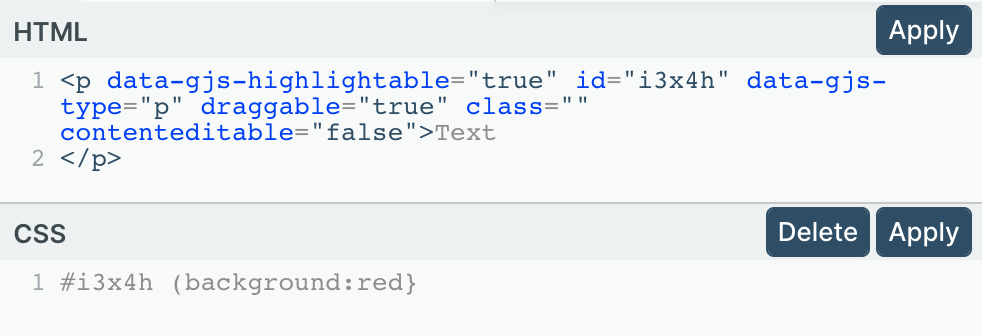 HTML
Apply
1 <p data-gjs-highlightable="true" id="i3x4h" data-gjs-
type="p" draggable="true" class=""
contenteditable="false">Text
2 </p>
CSS
Delete Apply
1 #i3x4h (background:red}